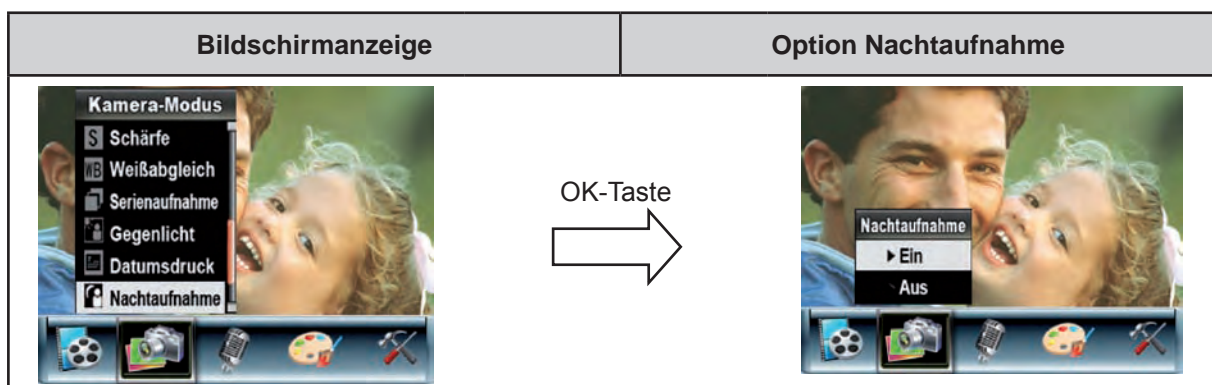 Bildschirmanzeige
Option Nachtaufnahme
Kamera-Modus
S Schärfe
WB Weißabgleich
Serienaufnahme
Gegenlicht
Datumsdruck
Nachtaufnahme
OK-Taste
Nachtaufnahme
Ein
Aus